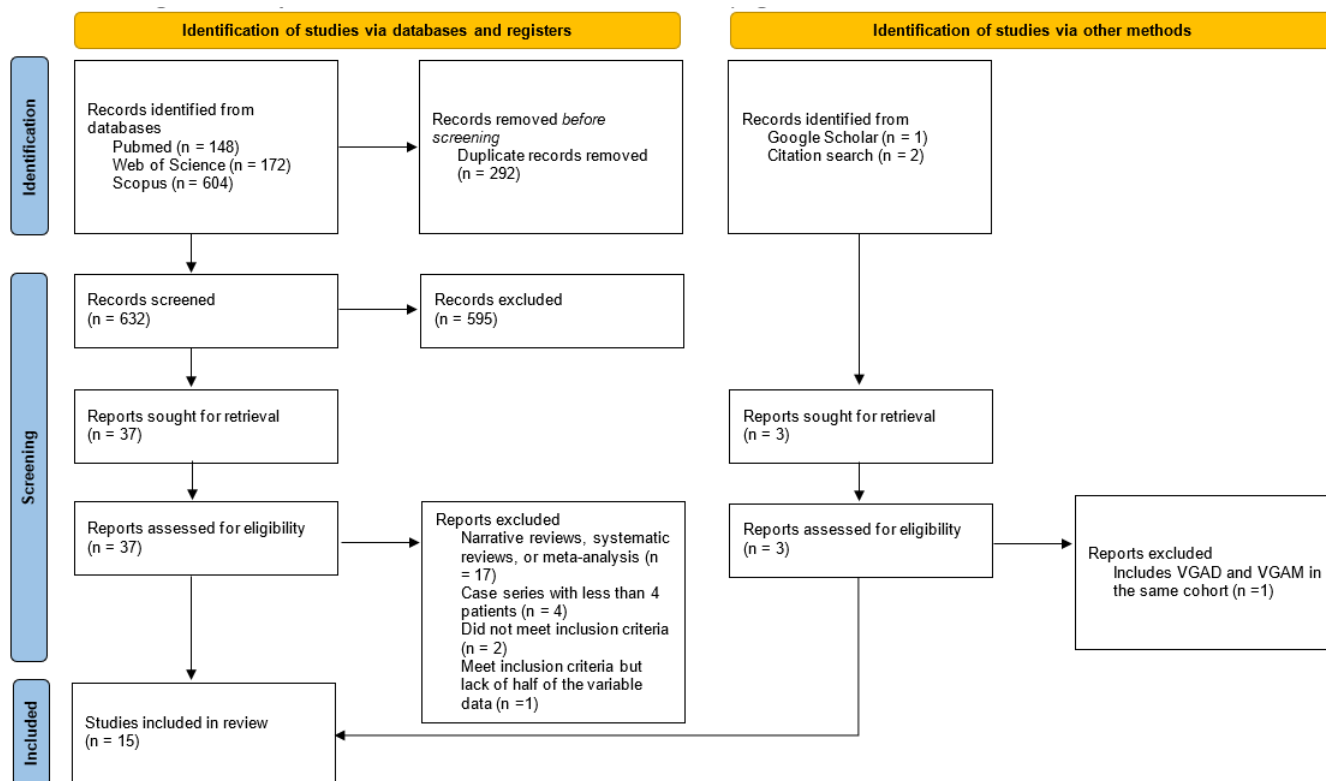 Identification of studies via databases and registers
Identification of studies via other methods
Identification
Records identified from
databases
Pubmed (n = 148)
Web of Science (n = 172)
Scopus (n = 604)
Records removed before
screening
Duplicate records removed
(n = 292)
Records identified from
Google Scholar (n = 1)
Citation search (n = 2)
Screening
Records screened
(n = 632)
Records excluded
(n = 595)
Reports sought for retrieval
(n = 37)
Reports sought for retrieval
(n = 3)
Reports assessed for eligibility
(n = 37)
Reports excluded
Narrative reviews, systematic
reviews, or meta-analysis (n
= 17)
Case series with less than 4
patients (n = 4)
Did not meet inclusion criteria
(n = 2)
Meet inclusion criteria but
lack of half of the variable
data (n =1)
Reports assessed for eligibility
(n = 3)
Reports excluded
Includes VGAD and VGAM in
the same cohort (n =1)
Included
Studies included in review
(n = 15)